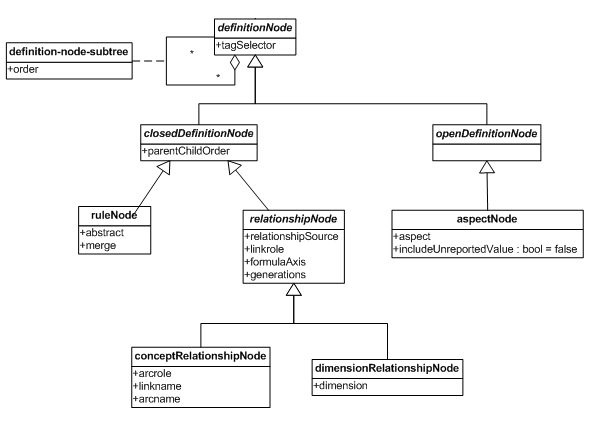 definitionNode
+tagSelector
definition-node-subtree
+order
*
*
closedDefinitionNode
+parentChildOrder
openDefinitionNode
ruleNode
+abstract
+merge
relationshipNode
+relationshipSource
+linkrole
+formulaAxis
+generations
aspectNode
+aspect
+includeUnreportedValue : bool = false
conceptRelationshipNode
+arcrole
+linkname
+arcname
dimensionRelationshipNode
+dimension